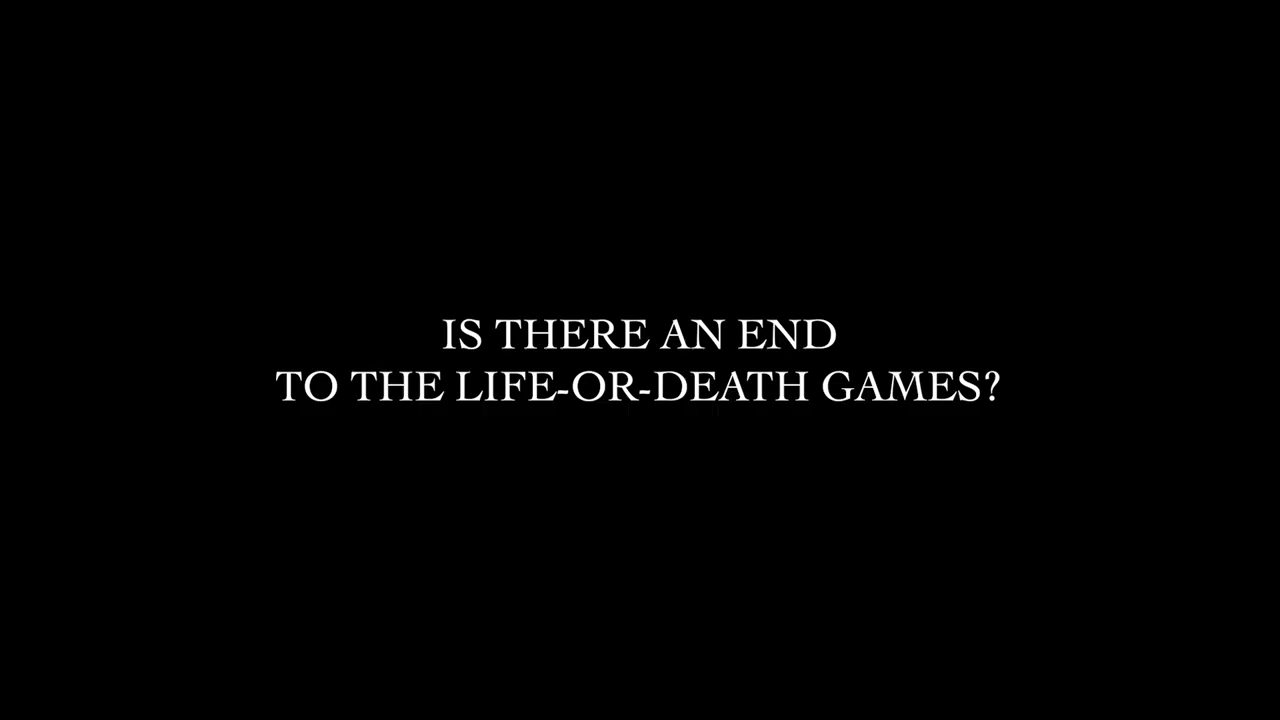 IS THERE AN END
TO THE LIFE-OR-DEATH GAMES?